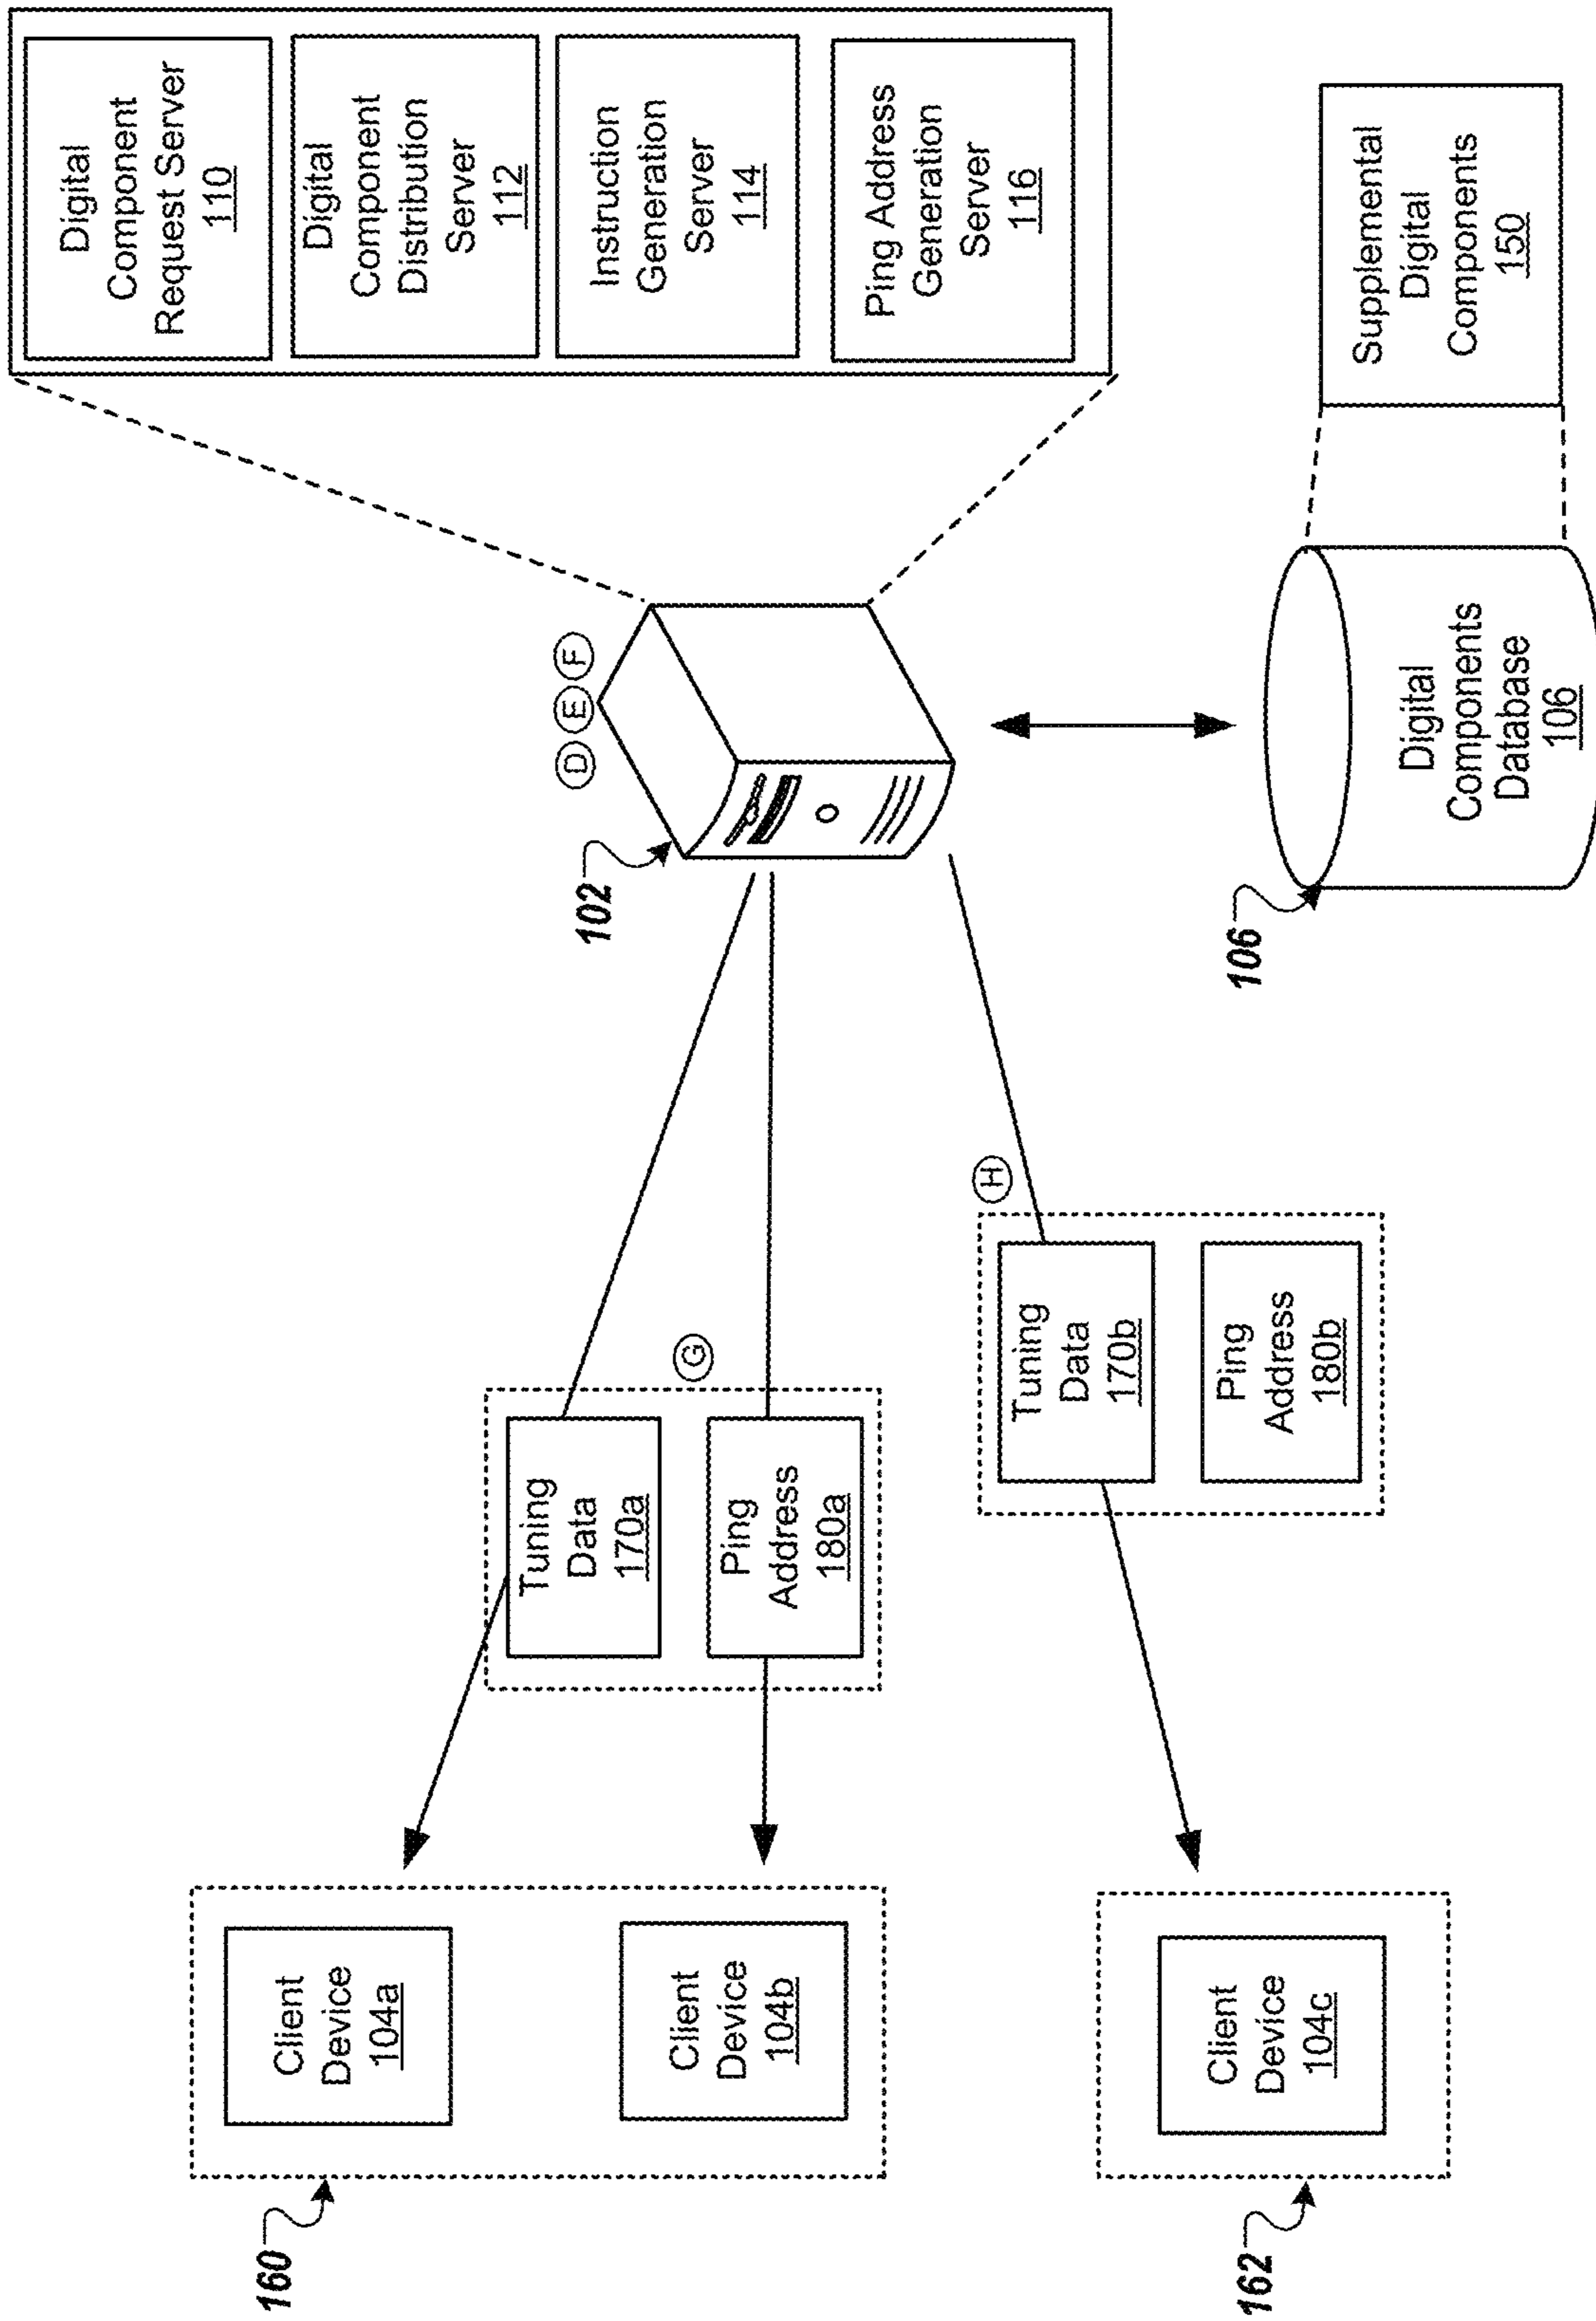 160
Client
Device
104a
Client
Device
104b
162
Client
Device
104c
Tuning
Data
170a
Ping
Address
180a
G
Tuning
Data
170b
Ping
Address
180b
H
102
D E F
106
Digital
Components
Database
106
Digital
Component
Request Server
110
Digital
Component
Distribution
Server
112
Instruction
Generation
Server
114
Ping Address
Generation
Server
116
Supplemental
Digital
Components
150